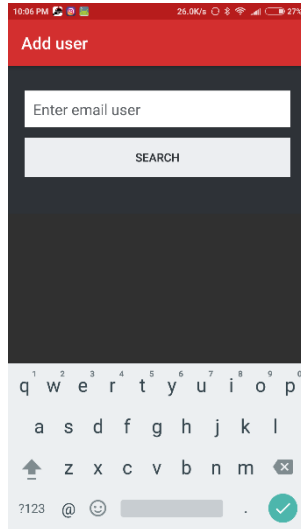 10:06 PM 26.0K/s 27%
Add user
Enter email user
SEARCH
1 2 3 4 5 6 7 8 9 0
q w e r t y u i o p
a s d f g h j k l
z x c v b n m
?123 @ .